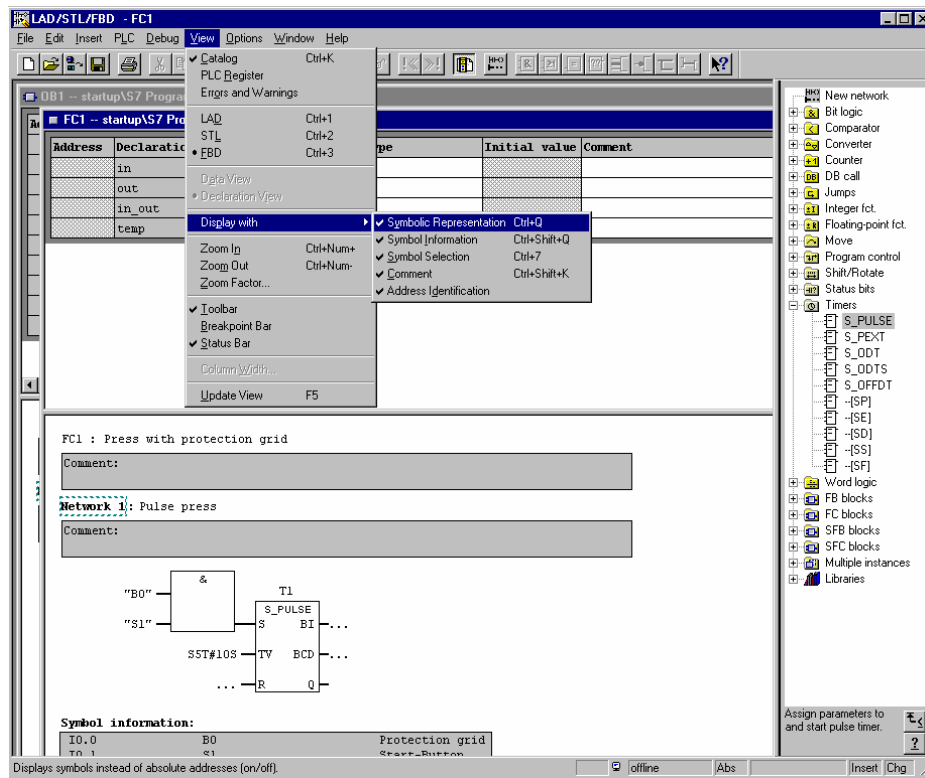 LAD/STL/FBD - FC1
File Edit Insert PLC Debug View Options Window Help
DB1 -- startup\S7 Progra
FC1 -- startup\S7 Pro
Address Declaratio pe Initial value Comment
in
out
in_out
temp
Catalog Ctrl+K
PLC Register
Errors and Warnings
LAD Ctrl+1
STL Ctrl+2
FBD Ctrl+3
Data View
Declaration View
Display with
Zoom In Ctrl+Num+
Zoom Out Ctrl+Num-
Zoom Factor...
Toolbar
Breakpoint Bar
Status Bar
Column Width...
Update View F5
Symbolic Representation Ctrl+Q
Symbol Information Ctrl+Shift+Q
Symbol Selection Ctrl+7
Comment Ctrl+Shift+K
Address Identification
FC1 : Press with protection grid
Comment:
Network 1: Pulse press
Comment:
&
"B0"
"S1"
T1
S_PULSE
S BI ...
S5T#10S TV BCD ...
... R Q
Symbol information:
I0.0 B0 Protection grid
I0.1 S1 Start-Button
New network
Bit logic
Comparator
Converter
Counter
DB call
Jumps
Integer fct.
Floating-point fct.
Move
Program control
Shift/Rotate
Status bits
Timers
S_PULSE
S_PEXT
S_ODT
S_ODTS
S_OFFDT
--[SP]
--[SE]
--[SD]
--[SS]
--[SF]
Word logic
FB blocks
FC blocks
SFB blocks
SFC blocks
Multiple instances
Libraries
Assign parameters to
and start pulse timer.
Displays symbols instead of absolute addresses (on/off). offline Abs Insert Chg